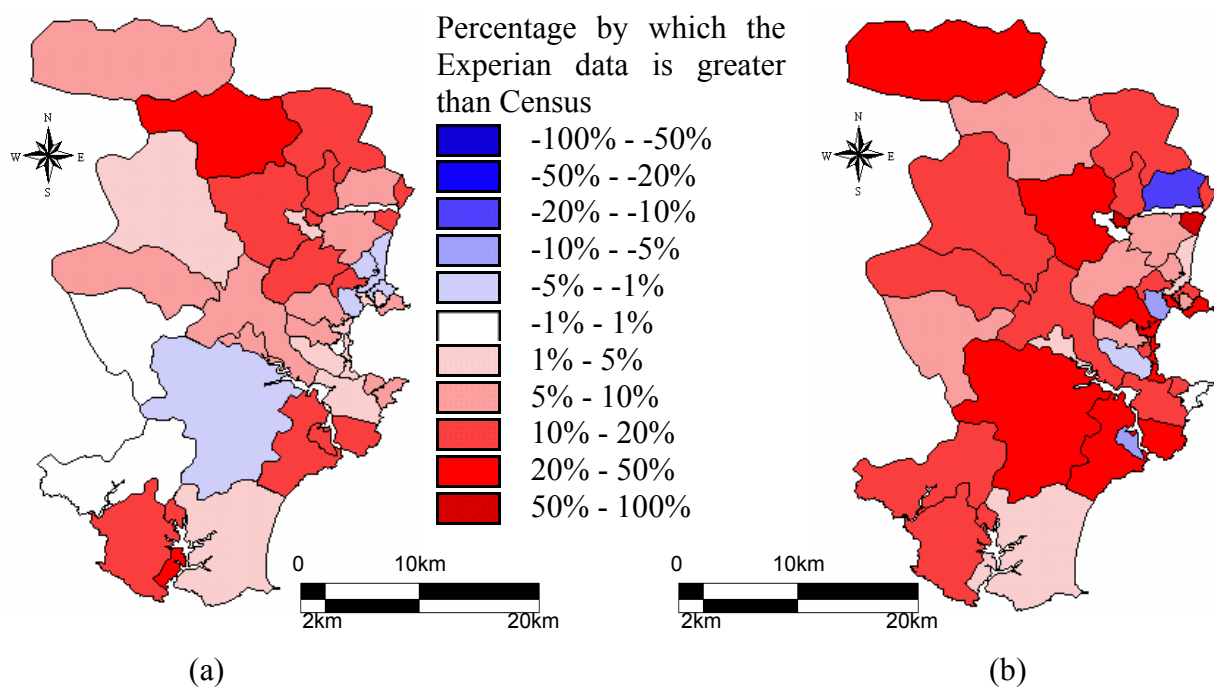 Percentage by which the
Experian data is greater
than Census
N
W E
S
N
W E
S
-100% - -50%
-50% - -20%
-20% - -10%
-10% - -5%
-5% - -1%
-1% - 1%
1% - 5%
5% - 10%
10% - 20%
20% - 50%
50% - 100%
0 10km
2km 20km
0 10km
2km 20km
(a) (b)